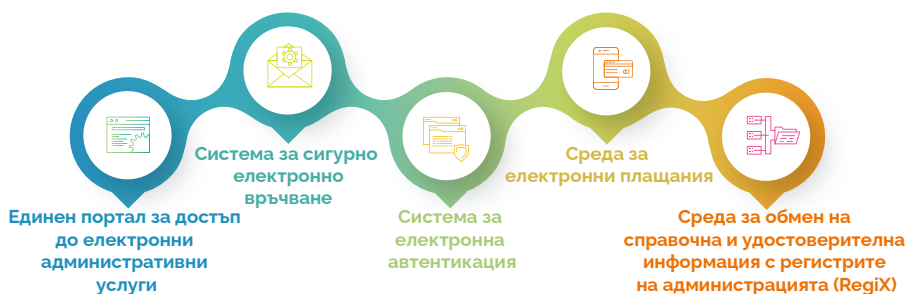 Единен портал за достъп
до електронни
административни
услуги
Система за сигурно
електронно
връчване
Система за
електронна
автентикация
Среда за
електронни плащания
Среда за обмен на
справочна и удостоверителна
информация с регистрите
на администрацията (RegiX)